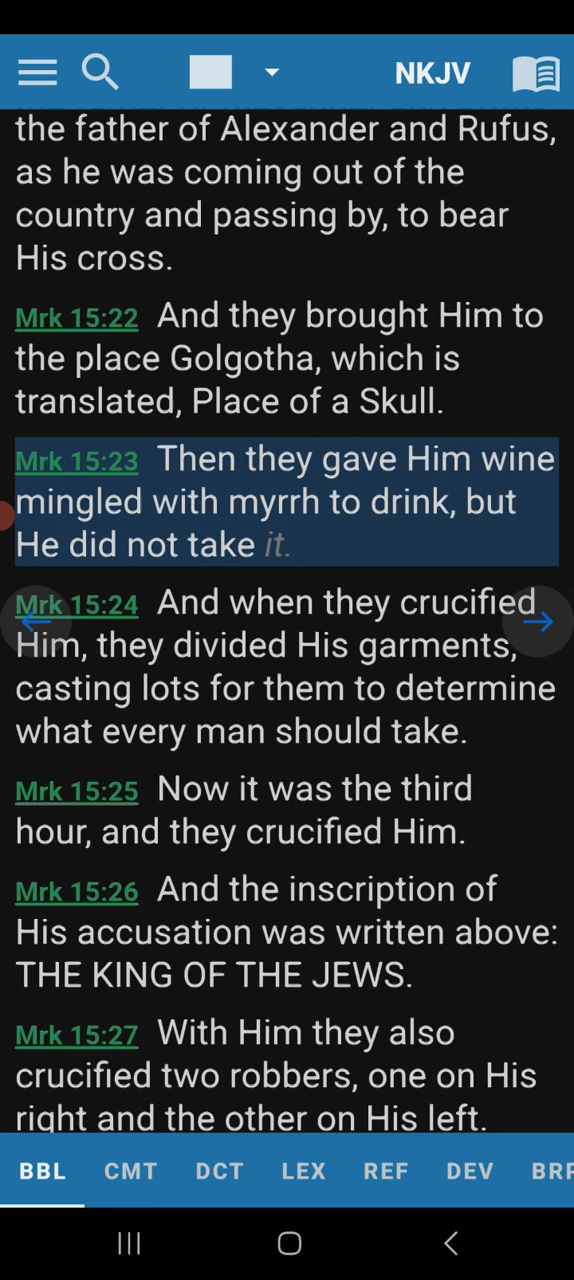 NKJV
the father of Alexander and Rufus,
as he was coming out of the
country and passing by, to bear
His cross.
Mrk 15:22 And they brought Him to
the place Golgotha, which is
translated, Place of a Skull.
Mrk 15:23 Then they gave Him wine
mingled with myrrh to drink, but
He did not take it.
Mrk 15:24 And when they crucified
Him, they divided His garments,
casting lots for them to determine
what every man should take.
Mrk 15:25 Now it was the third
hour, and they crucified Him.
Mrk 15:26 And the inscription of
His accusation was written above:
THE KING OF THE JEWS.
Mrk 15:27 With Him they also
crucified two robbers, one on His
right and the other on His left.
BBL CMT DCT LEX REF DEV BRP